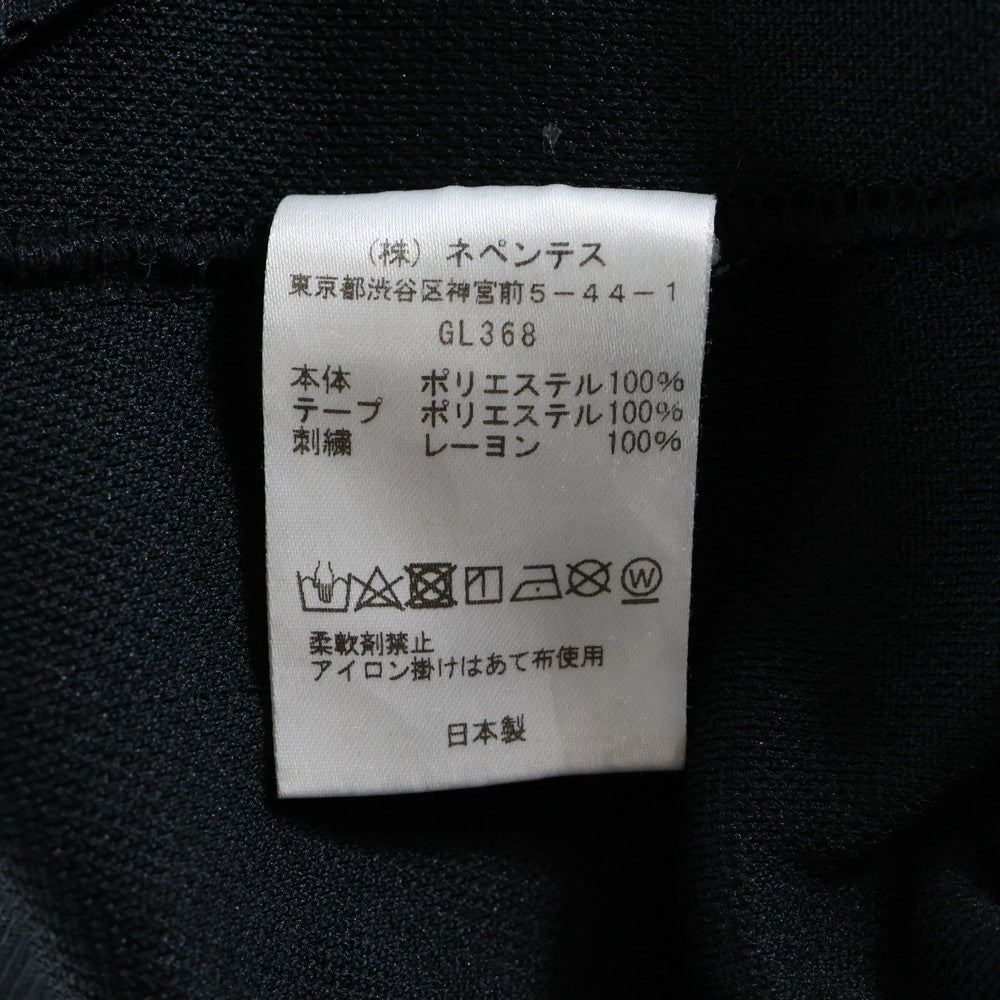 （株）ネペンテス
東京都渋谷区神宮前5-44-1
GL368
本体 ポリエステル100%
テープ ポリエステル100%
刺繍 レーヨン 100%
W
柔軟剤禁止
アイロン掛けはあて布使用
日本製